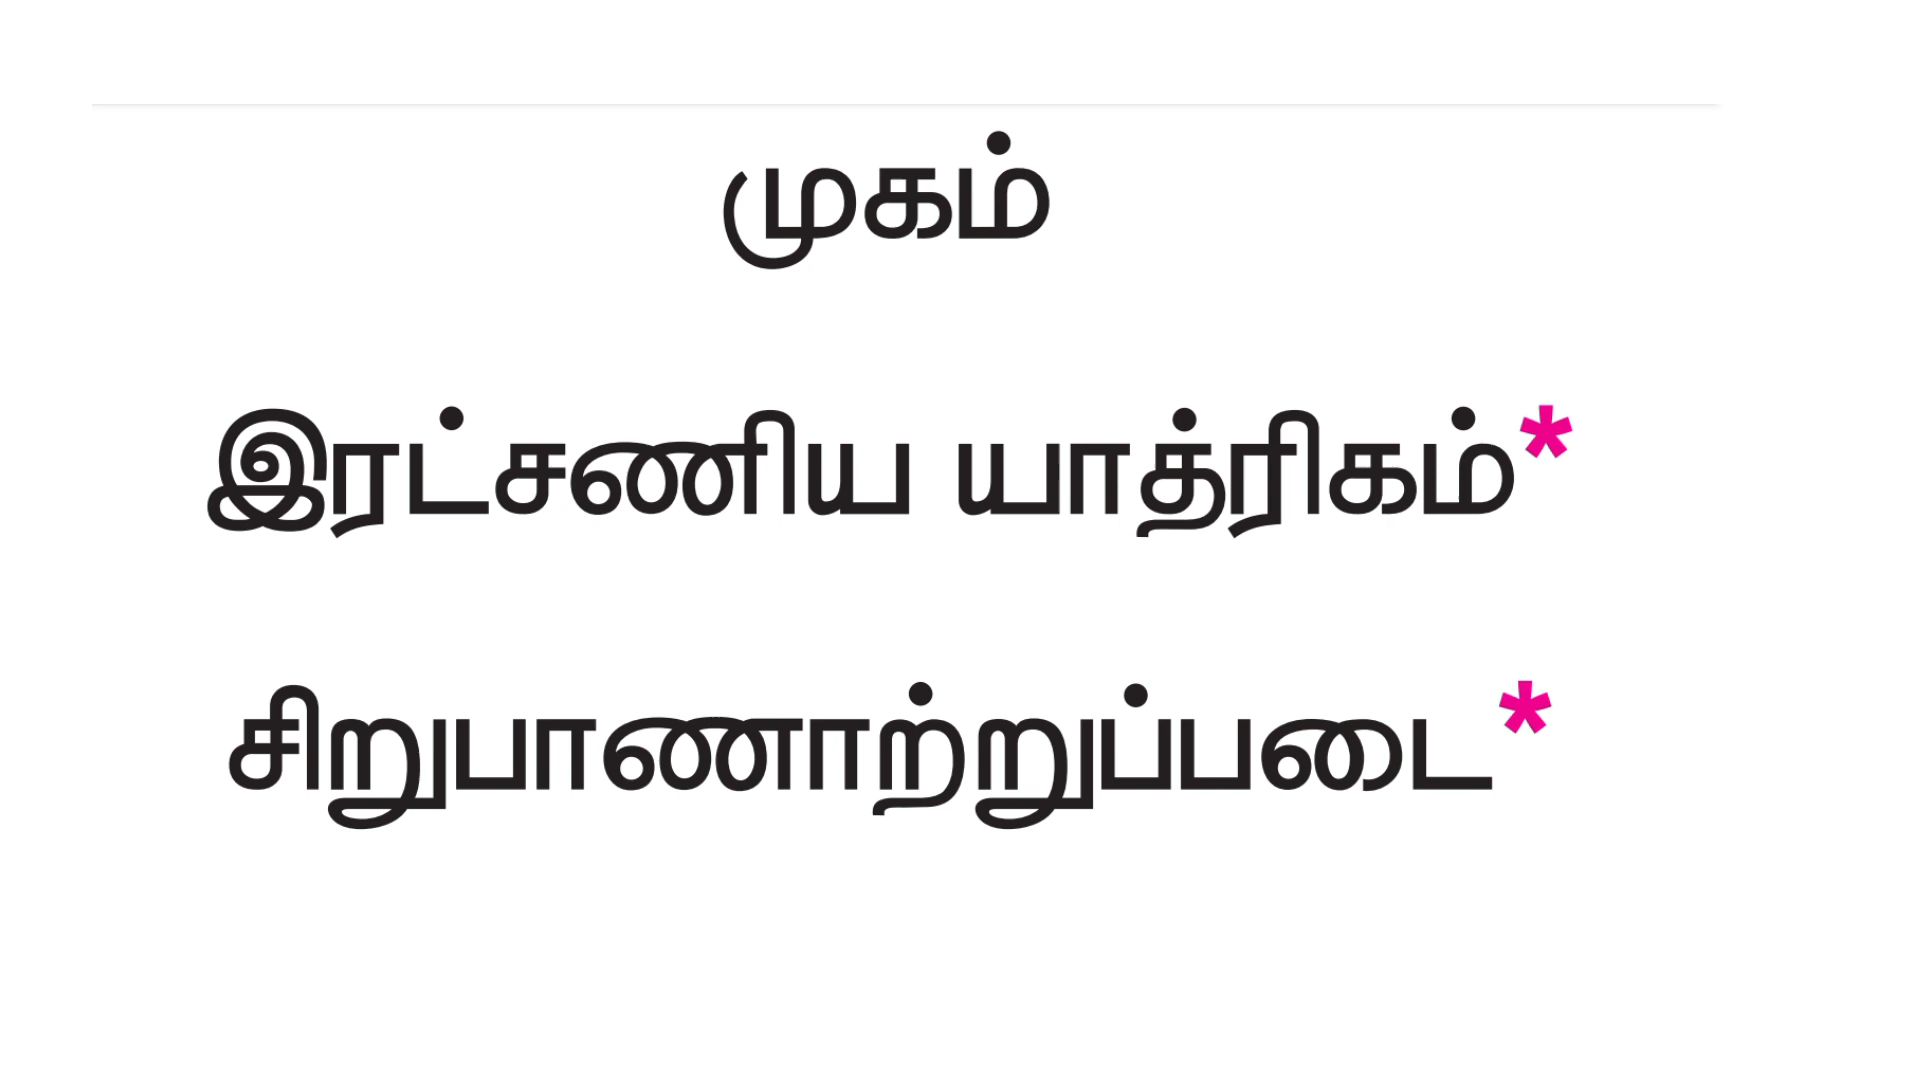 முகம்
இரட்சணிய யாத்ரிகம்*
சிறுபாணாற்றுப்படை*